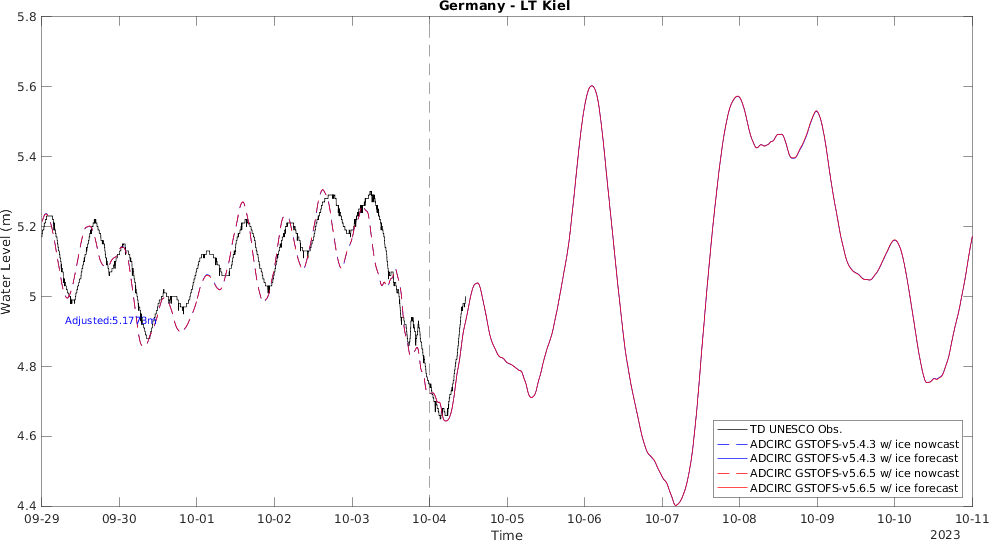 Germany - LT Kiel
5.8
5.6
5.4
5.2
5
4.8
4.6
4.4
Water Level (m)
Adjusted:5.1778m
TD UNESCO Obs.
ADCIRC GSTOFS-v5.4.3 w/ ice nowcast
ADCIRC GSTOFS-v5.4.3 w/ ice forecast
ADCIRC GSTOFS-v5.6.5 w/ ice nowcast
ADCIRC GSTOFS-v5.6.5 w/ ice forecast
09-29 09-30 10-01 10-02 10-03 10-04 10-05 10-06 10-07 10-08 10-09 10-10 10-11
Time
2023